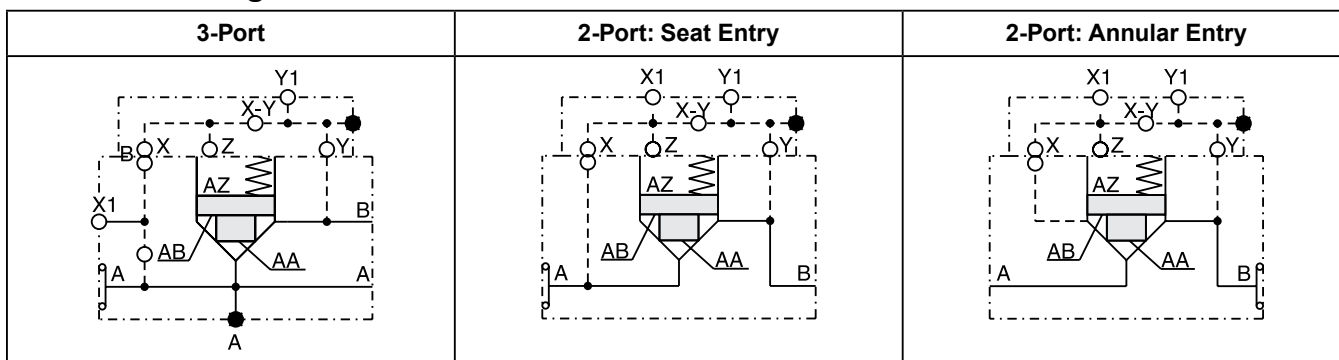 3-Port
2-Port: Seat Entry
2-Port: Annular Entry
Y1
X-Y
X
B
Z
Y
AZ
X1
B
AB
AA
A
A
A
X1
Y1
X-Y
X
Z
Y
AZ
AB
AA
A
B
X1
Y1
X-Y
X
Z
Y
AZ
AB
AA
A
B